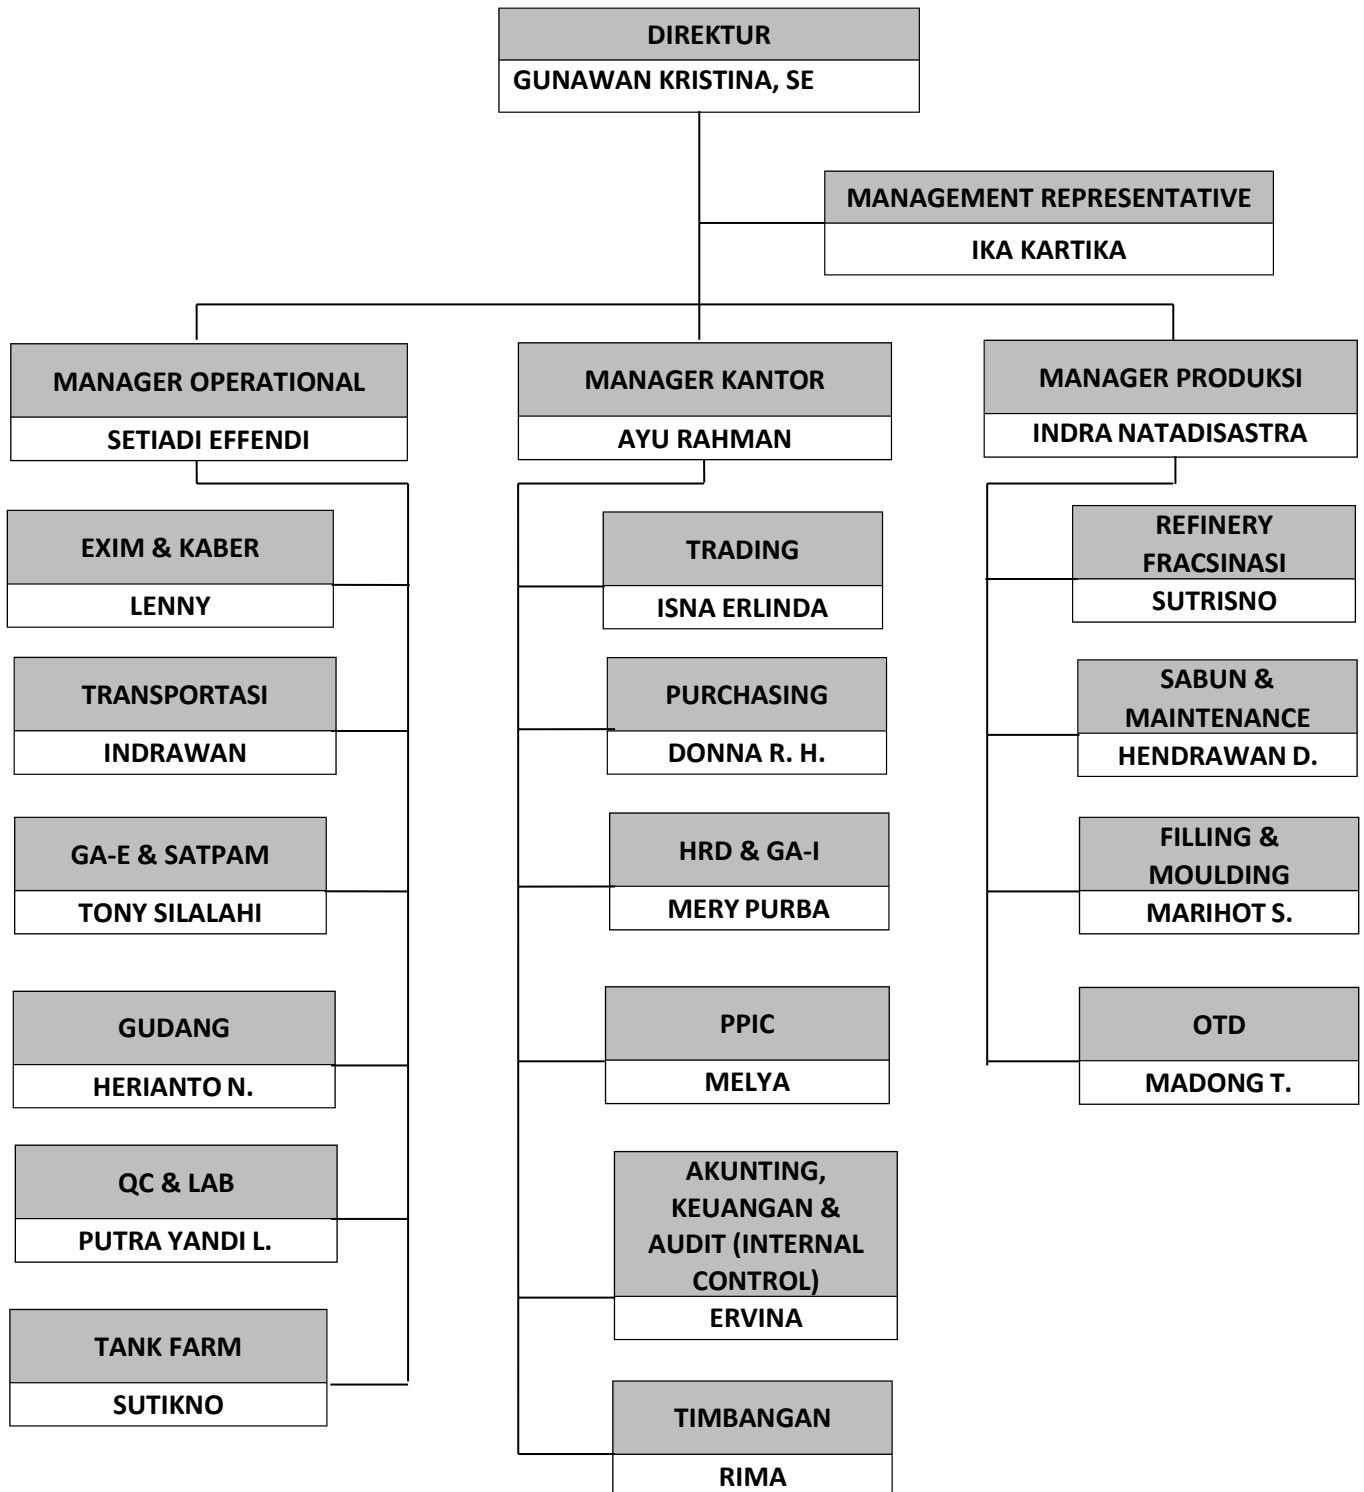 DIREKTUR
GUNAWAN KRISTINA, SE
MANAGEMENT REPRESENTATIVE
IKA KARTIKA
MANAGER OPERATIONAL
SETIADI EFFENDI
EXIM & KABER
LENNY
TRANSPORTASI
INDRAWAN
GA-E & SATPAM
TONY SILALAHI
GUDANG
HERIANTO N.
QC & LAB
PUTRA YANDI L.
TANK FARM
SUTIKNO
MANAGER KANTOR
AYU RAHMAN
TRADING
ISNA ERLINDA
PURCHASING
DONNA R. H.
HRD & GA-I
MERY PURBA
PPIC
MELYA
AKUNTING,
KEUANGAN &
AUDIT (INTERNAL
CONTROL)
ERVINA
TIMBANGAN
RIMA
MANAGER PRODUKSI
INDRA NATADISASTRA
REFINERY
FRACSINASI
SUTRISNO
SABUN &
MAINTENANCE
HENDRAWAN D.
FILLING &
MOULDING
MARIHOT S.
OTD
MADONG T.